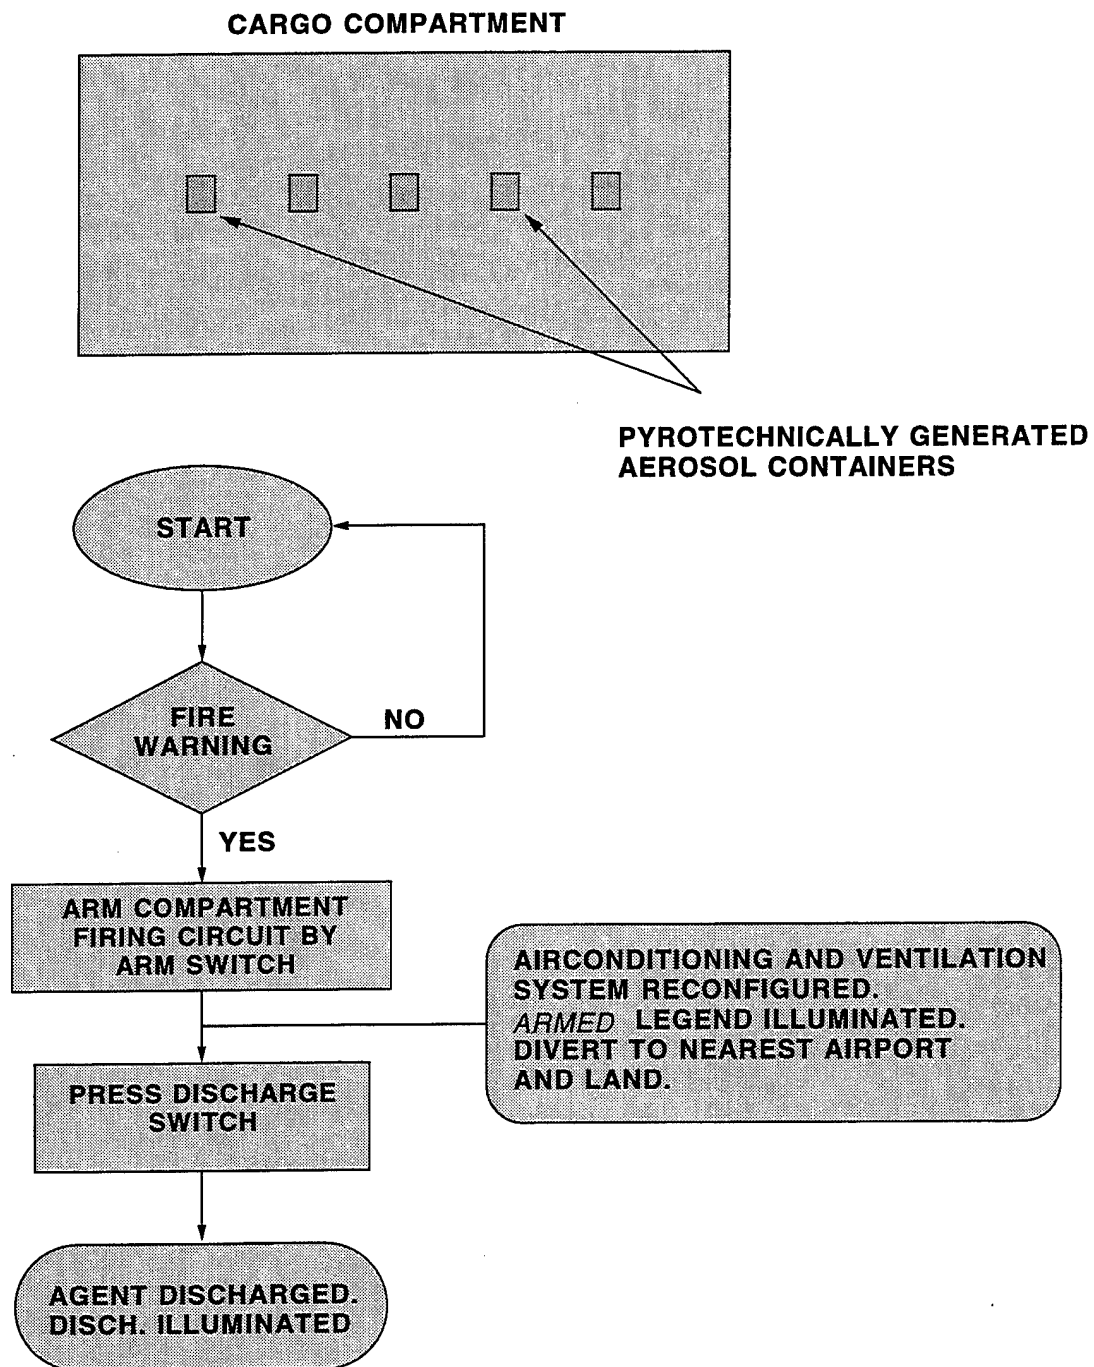 CARGO COMPARTMENT
PYROTECHNICALLY GENERATED
AEROSOL CONTAINERS
START
FIRE
WARNING
NO
YES
ARM COMPARTMENT
FIRING CIRCUIT BY
ARM SWITCH
AIRCONDITIONING AND VENTILATION
SYSTEM RECONFIGURED.
ARMED LEGEND ILLUMINATED.
DIVERT TO NEAREST AIRPORT
AND LAND.
PRESS DISCHARGE
SWITCH
AGENT DISCHARGED.
DISCH. ILLUMINATED